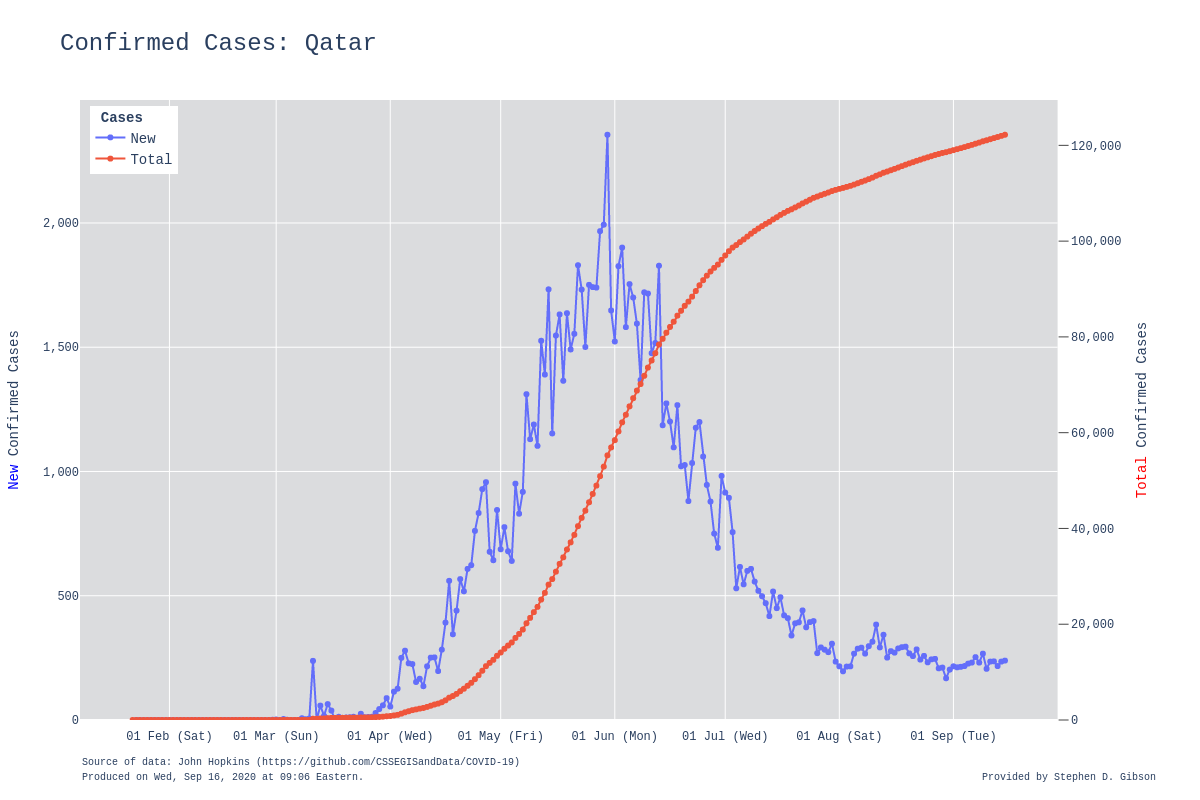 Confirmed Cases: Qatar
Cases
New
Total
2,000
1,500
1,000
500
0
120,000
100,000
80,000
60,000
40,000
20,000
0
New Confirmed Cases
Total Confirmed Cases
01 Feb (Sat)
01 Mar (Sun)
01 Apr (Wed)
01 May (Fri)
01 Jun (Mon)
01 Jul (Wed)
01 Aug (Sat)
01 Sep (Tue)
Source of data: John Hopkins (https://github.com/CSSEGISandData/COVID-19)
Produced on Wed, Sep 16, 2020 at 09:06 Eastern.
Provided by Stephen D. Gibson